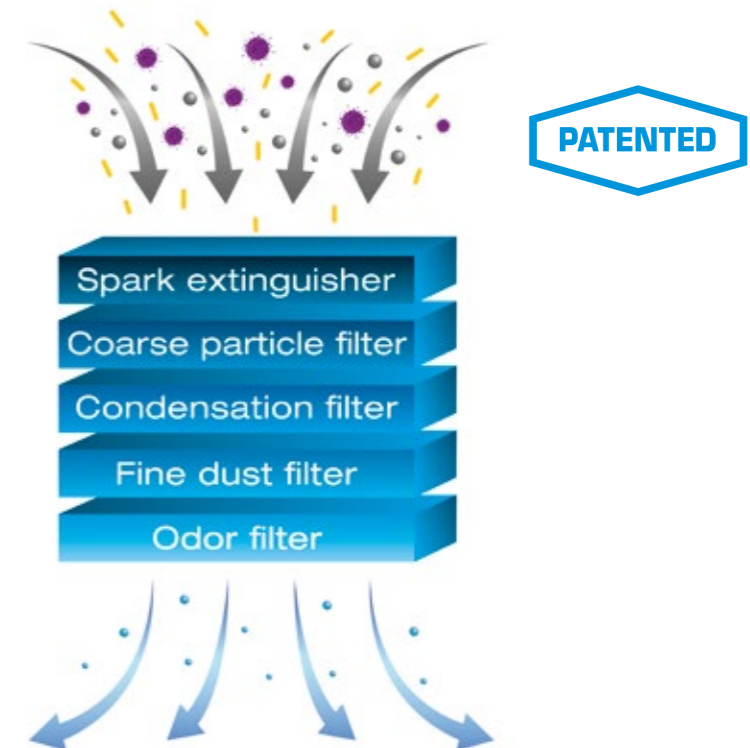 PATENTED
Spark extinguisher
Coarse particle filter
Condensation filter
Fine dust filter
Odor filter